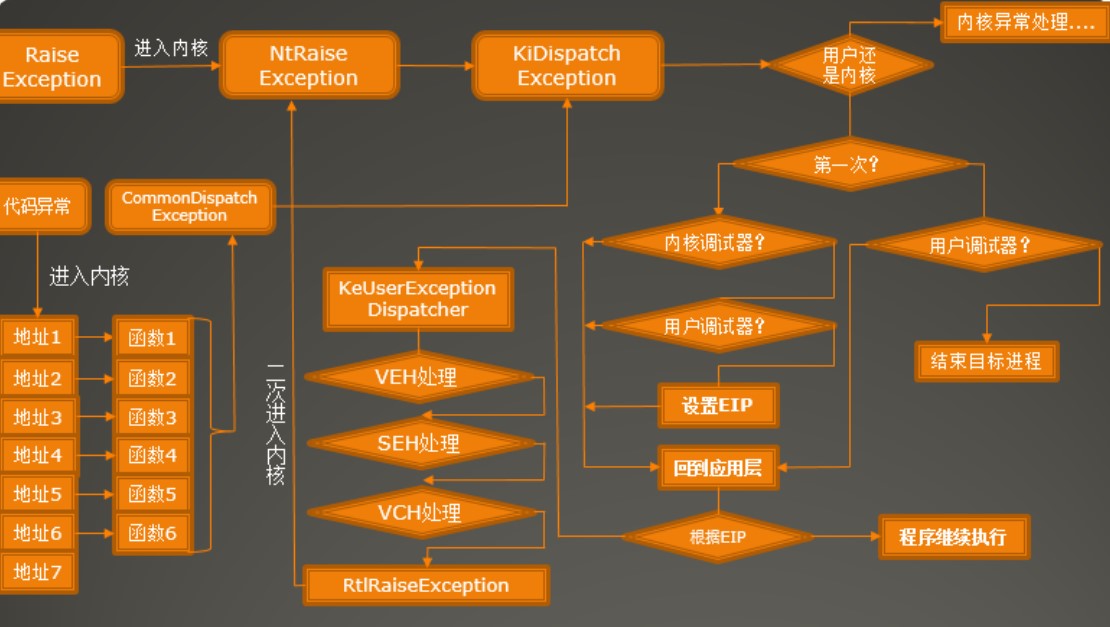 Raise
Exception
进入内核
NtRaise
Exception
KiDispatch
Exception
用户还
是内核
内核异常处理....
第一次?
代码异常
CommonDispatch
Exception
进入内核
内核调试器?
用户调试器?
KeUserException
Dispatcher
用户调试器?
地址1
函数1
结束目标进程
地址2
函数2
VEH处理
二次进入内核
设置EIP
地址3
函数3
地址4
函数4
SEH处理
回到应用层
地址5
函数5
VCH处理
地址6
函数6
根据EIP
程序继续执行
地址7
RtlRaiseException